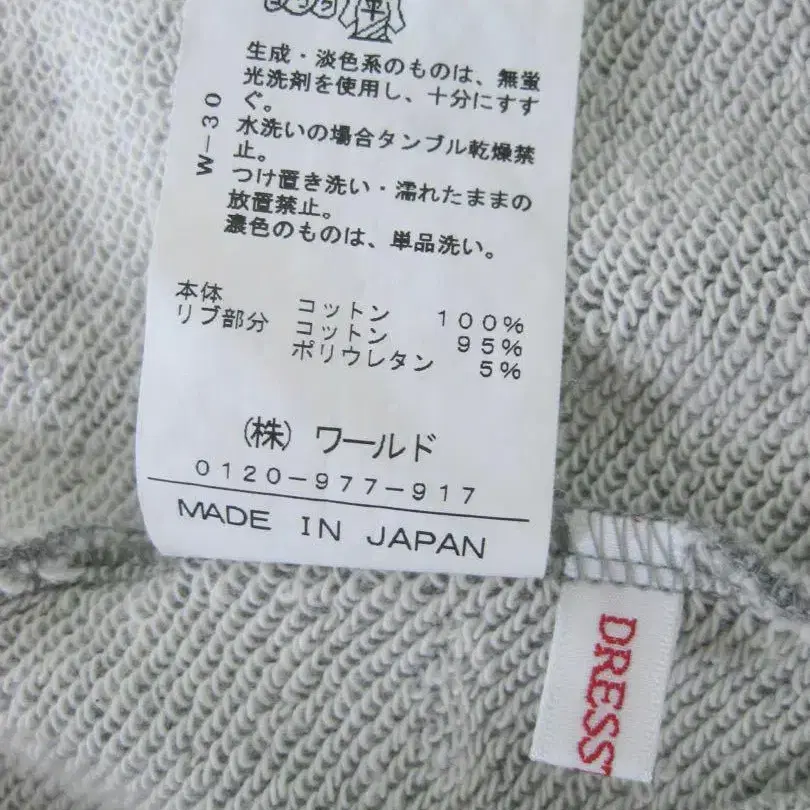 平
生成・淡色系のものは、無蛍
光洗剤を使用し、十分にすす
ぐ。
水洗いの場合タンブル乾燥禁
止。
つけ置き洗い・濡れたままの
放置禁止。
濃色のものは、単品洗い。
W-30
本体 コットン 100%
リブ部分 コットン 95%
ポリウレタン 5%
(株) ワールド
0120-977-917
MADE IN JAPAN
DRESST